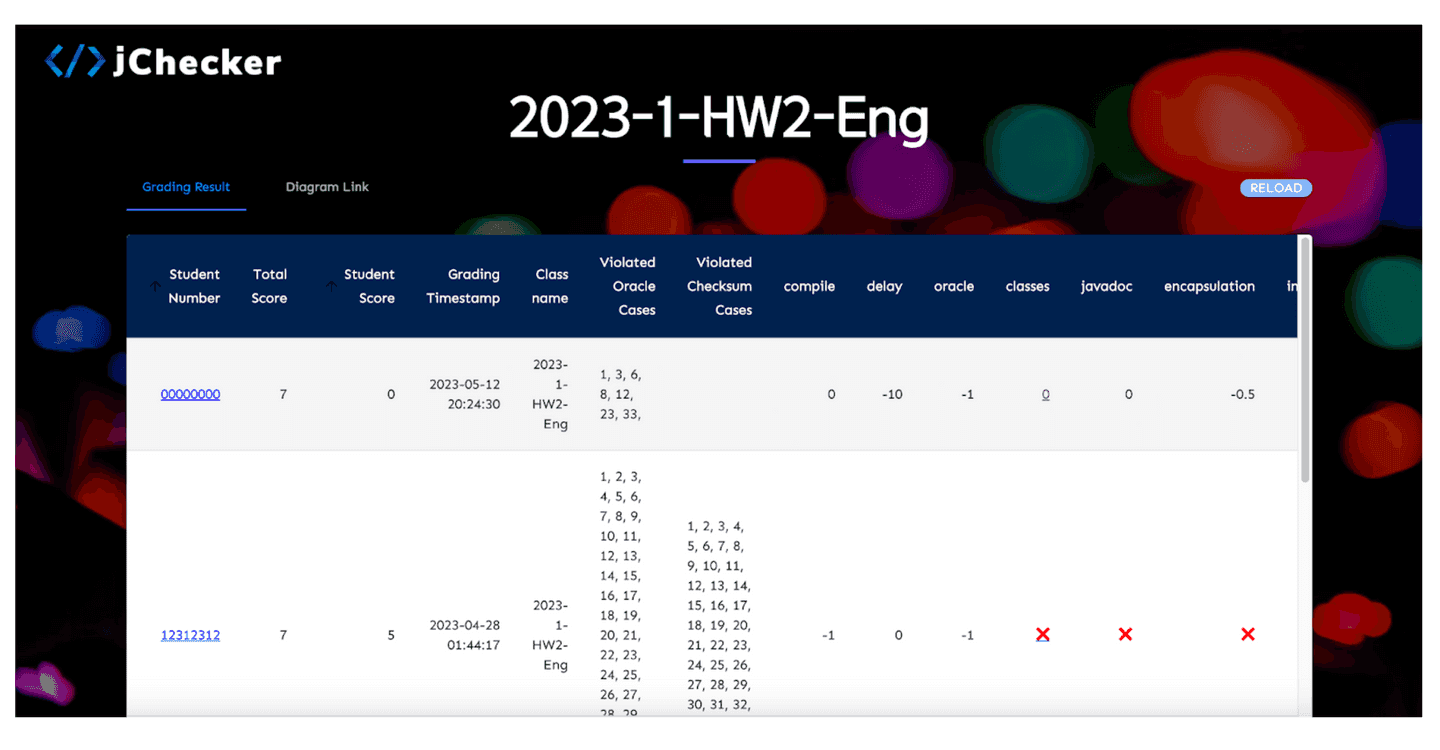 </> jChecker
2023-1-HW2-Eng
Grading Result
Diagram Link
RELOAD
Student Number
Total Score
Student Score
Grading Timestamp
Class name
Violated Oracle Cases
Violated Checksum Cases
compile
delay
oracle
classes
javadoc
encapsulation
in
00000000
7
0
2023-05-12
20:24:30
2023-
1-
HW2-
Eng
1, 3, 6,
8, 12,
23, 33,
0
-10
-1
0
0
-0.5
12312312
7
5
2023-04-28
01:44:17
2023-
1-
HW2-
Eng
1, 2, 3,
4, 5, 6,
7, 8, 9,
10, 11,
12, 13,
14, 15,
16, 17,
18, 19,
20, 21,
22, 23,
24, 25,
26, 27,
28, 29,
1, 2, 3, 4,
5, 6, 7, 8,
9, 10, 11,
12, 13, 14,
15, 16, 17,
18, 19, 20,
21, 22, 23,
24, 25, 26,
27, 28, 29,
30, 31, 32,
-1
0
-1